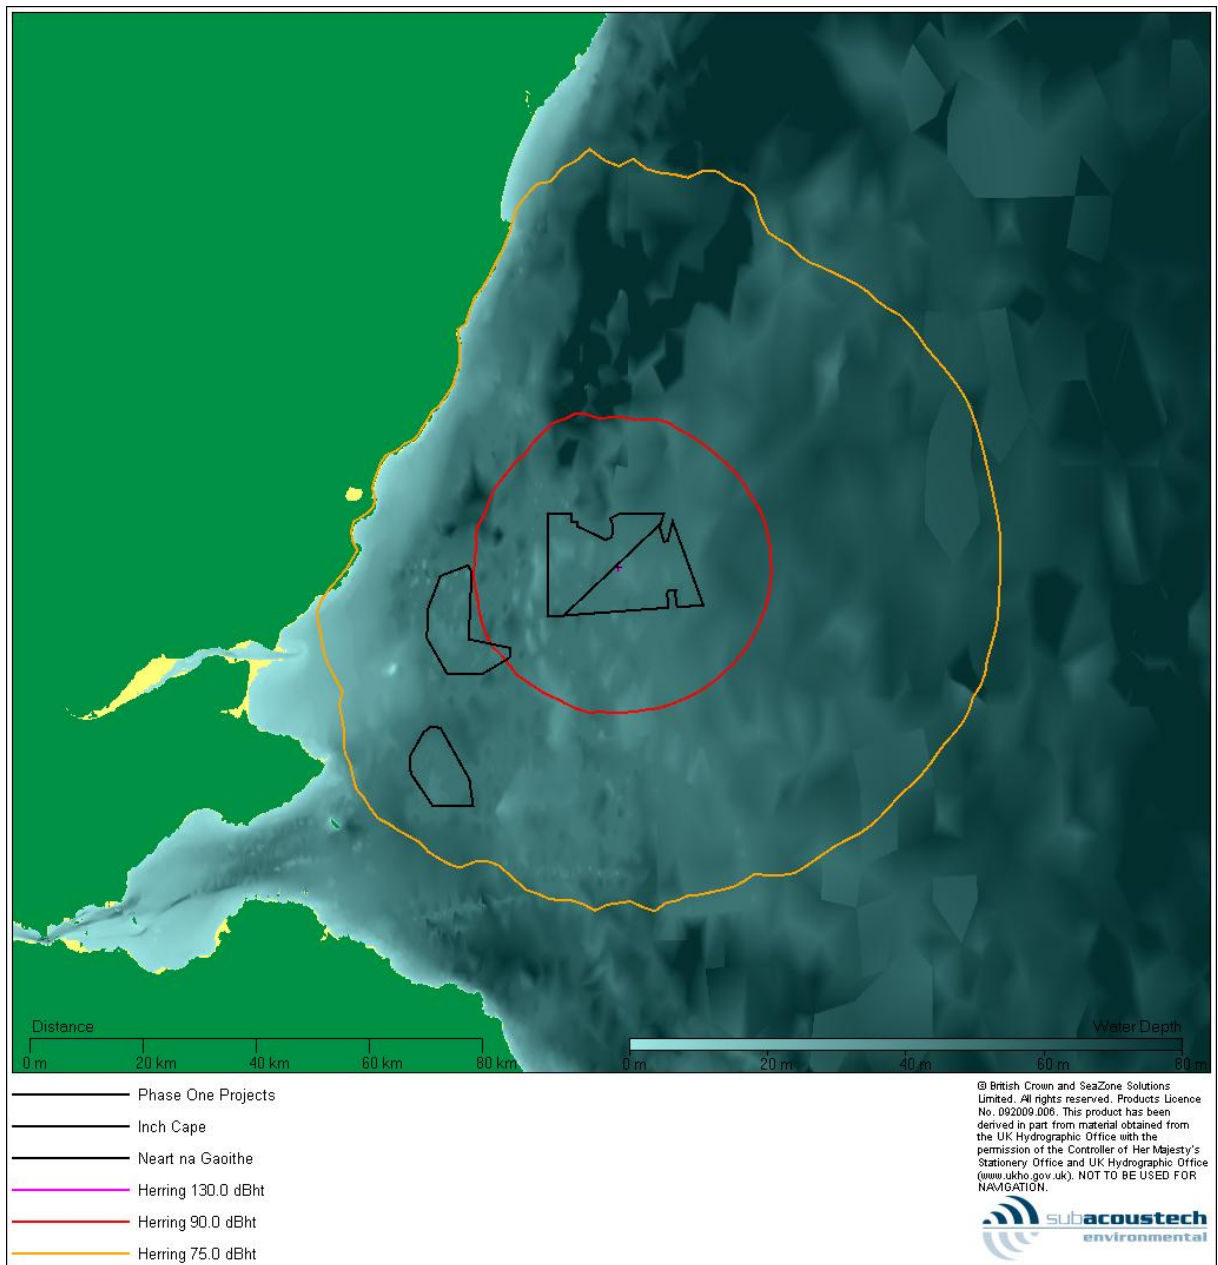 Distance
0 m 20 km 40 km 60 km 80 km
Water Depth
0 m 20 m 40 m 60 m 80 m
Phase One Projects
Inch Cape
Neart na Gaoithe
Herring 130.0 dBht
Herring 90.0 dBht
Herring 75.0 dBht
© British Crown and SeaZone Solutions
Limited. All rights reserved. Products Licence
No. 092009.006. This product has been
derived in part from material obtained from
the UK Hydrographic Office with the
permission of the Controller of Her Majesty's
Stationery Office and UK Hydrographic Office
(www.ukho.gov.uk). NOT TO BE USED FOR
NAVIGATION.
subacoustech
environmental